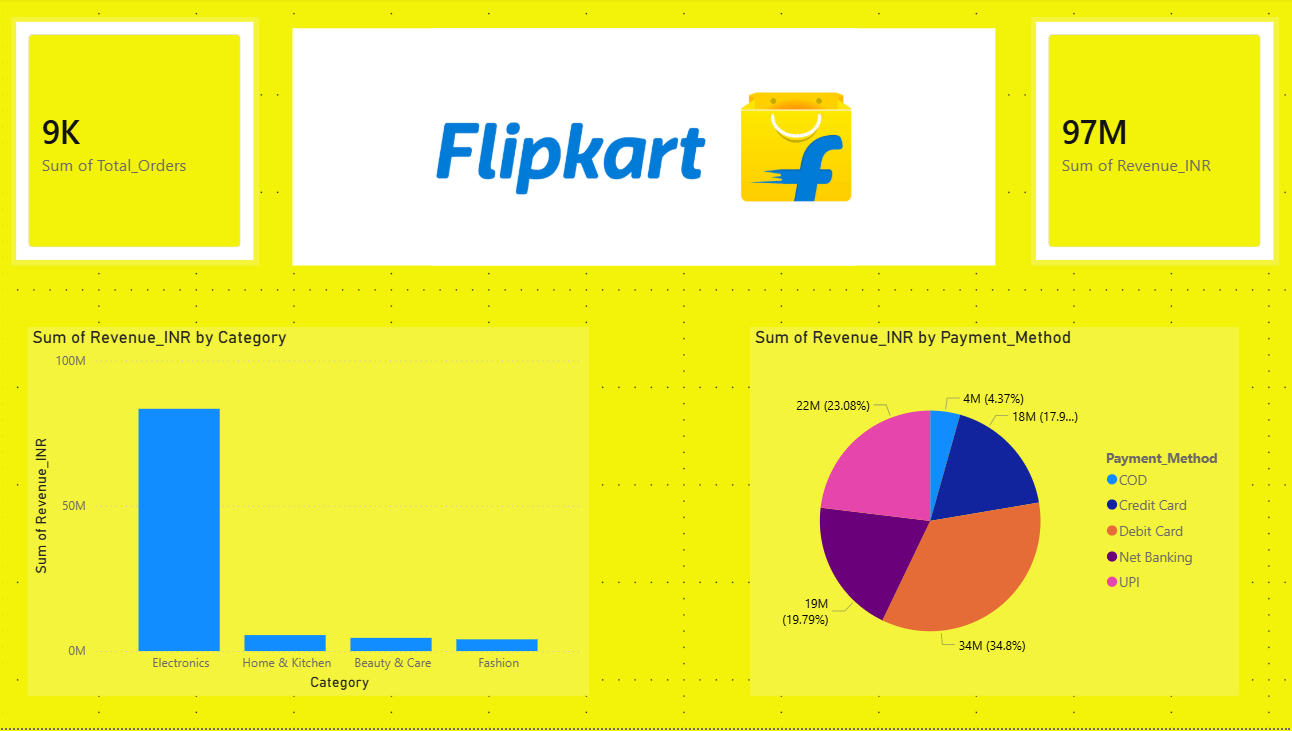 9K
Sum of Total_Orders
Flipkart
f
97M
Sum of Revenue_INR
Sum of Revenue_INR by Category
100M
50M
0M
Sum of Revenue_INR
Electronics
Home & Kitchen
Beauty & Care
Fashion
Category
Sum of Revenue_INR by Payment_Method
4M (4.37%)
18M (17.9...)
22M (23.08%)
19M
(19.79%)
34M (34.8%)
Payment_Method
COD
Credit Card
Debit Card
Net Banking
UPI